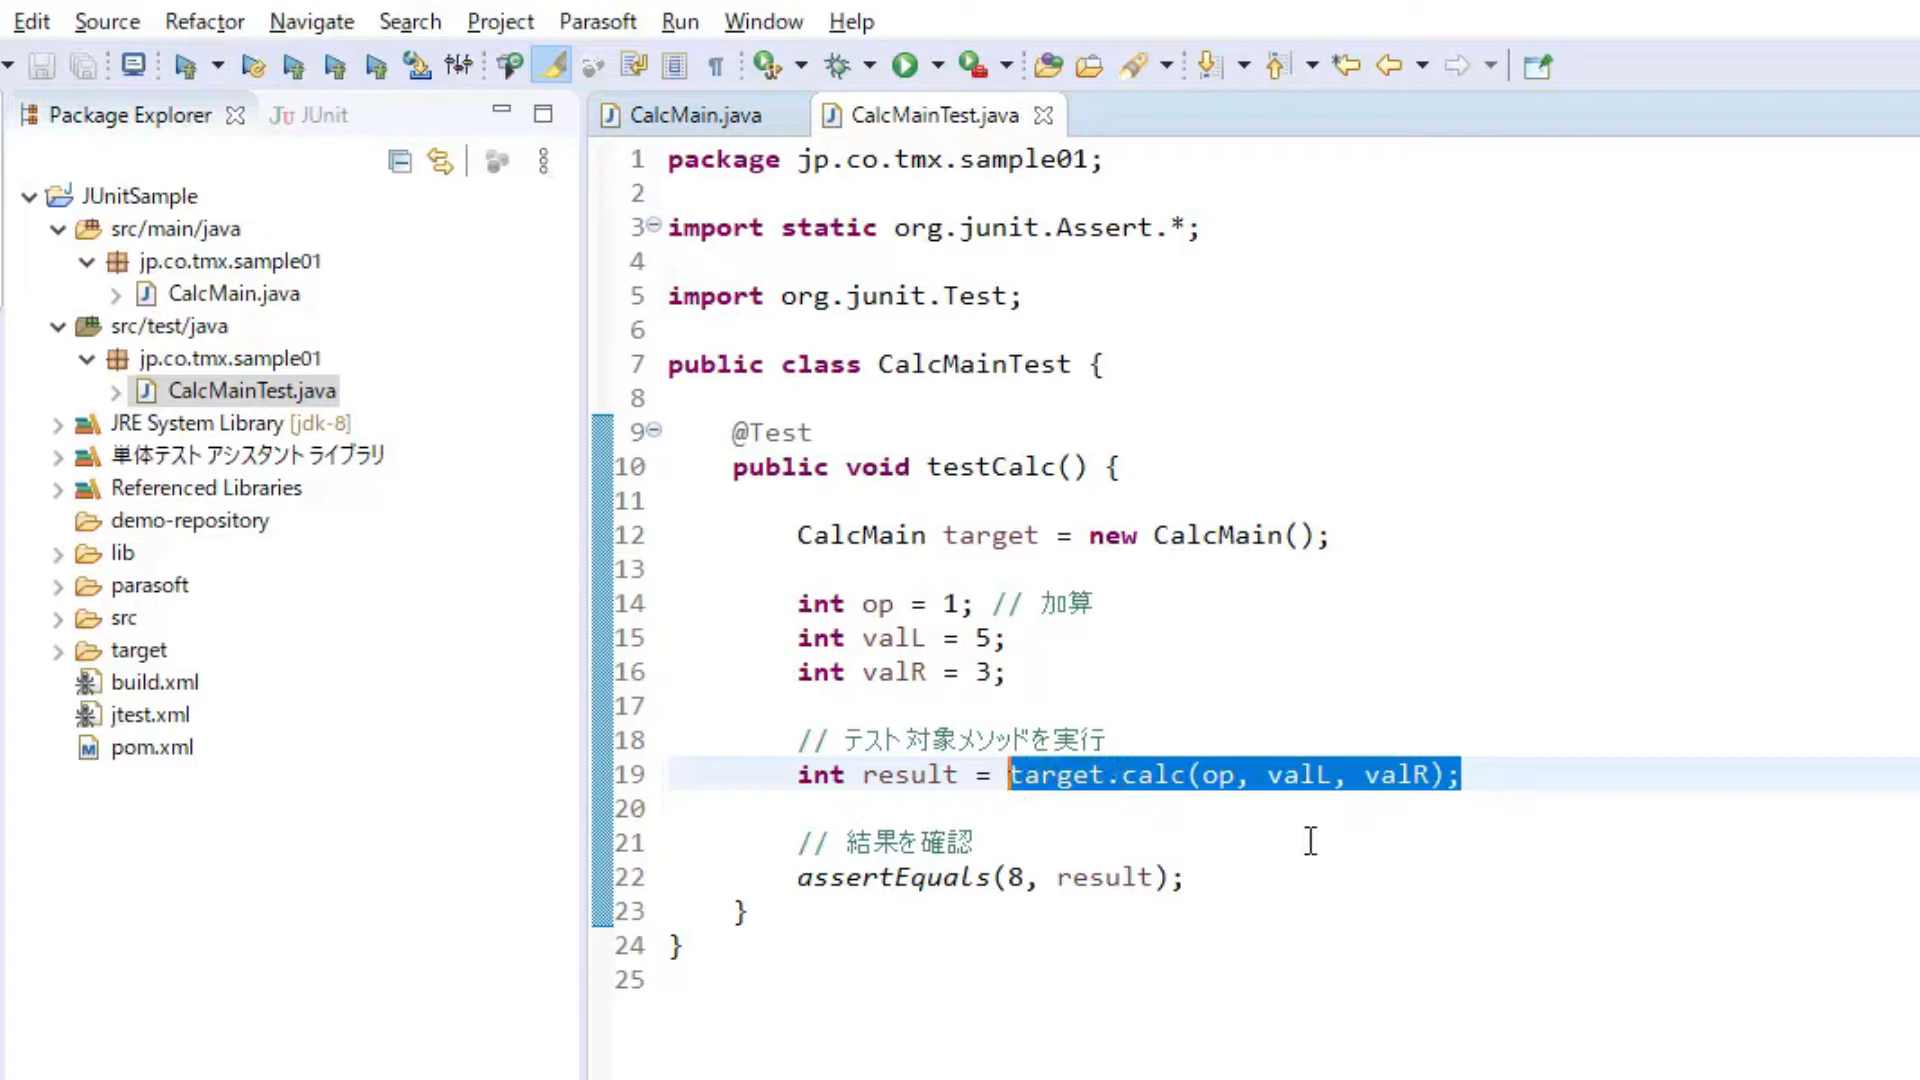 Edit Source Refactor Navigate Search Project Parasoft Run Window Help
Package Explorer JUnit
JUnitSample
src/main/java
jp.co.tmx.sample01
CalcMain.java
src/test/java
jp.co.tmx.sample01
CalcMainTest.java
JRE System Library [jdk-8]
単体テスト アシスタント ライブラリ
Referenced Libraries
demo-repository
lib
parasoft
src
target
build.xml
jtest.xml
pom.xml
CalcMain.java CalcMainTest.java
1 package jp.co.tmx.sample01;
2
3 import static org.junit.Assert.*;
4
5 import org.junit.Test;
6
7 public class CalcMainTest {
8
9 @Test
10 public void testCalc() {
11
12 CalcMain target = new CalcMain();
13
14 int op = 1; // 加算
15 int valL = 5;
16 int valR = 3;
17
18 // テスト対象メソッドを実行
19 int result = target.calc(op, valL, valR);
20
21 // 結果を確認
22 assertEquals(8, result);
23 }
24 }
25